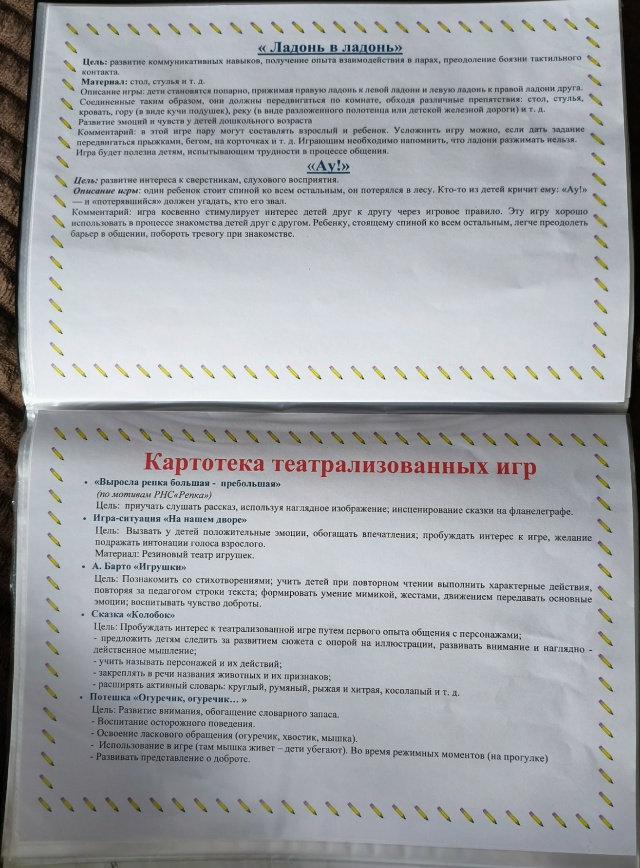 « Ладонь в ладонь»
Цель: развитие коммуникативных навыков, получение опыта взаимодействия в парах, преодоление боязни тактильного
контакта.
Материал: стол, стулья и т. д.
Описание игры: дети становятся попарно, прижимая правую ладонь к левой ладони и левую ладонь к правой ладони друга.
Соединенные таким образом, они должны передвигаться по комнате, обходя различные препятствия: стол, стулья,
кровать, гору (в виде кучи подушек), реку (в виде разложенного полотенца или детской железной дороги) и т. д.
Развитие эмоций и чувств у детей дошкольного возраста
Комментарий: в этой игре пару могут составлять взрослый и ребенок. Усложнить игру можно, если дать задание
передвигаться прыжками, бегом, на корточках и т. д. Играющим необходимо напомнить, что ладони разжимать нельзя.
Игра будет полезна детям, испытывающим трудности в процессе общения.
«Ау!»
Цель: развитие интереса к сверстникам, слухового восприятия.
Описание игры: один ребенок стоит спиной ко всем остальным, он потерялся в лесу. Кто-то из детей кричит ему: «Ау!»
— и «потерявшийся» должен угадать, кто его звал.
Комментарий: игра косвенно стимулирует интерес детей друг к другу через игровое правило. Эту игру хорошо
использовать в процессе знакомства детей друг с другом. Ребенку, стоящему спиной ко всем остальным, легче преодолеть
барьер в общении, побороть тревогу при знакомстве.
Картотека театрализованных игр
• «Выросла репка большая - пребольшая»
(по мотивам РНС«Репка»)
Цель: приучать слушать рассказ, используя наглядное изображение; инсценирование сказки на фланелеграфе.
• Игра-ситуация «На нашем дворе»
Цель: Вызвать у детей положительные эмоции, обогащать впечатления; пробуждать интерес к игре, желание
подражать интонации голоса взрослого.
Материал: Резиновый театр игрушек.
• А. Барто «Игрушки»
Цель: Познакомить со стихотворениями; учить детей при повторном чтении выполнить характерные действия,
повторяя за педагогом строки текста; формировать умение мимикой, жестами, движением передавать основные
эмоции; воспитывать чувство доброты.
• Сказка «Колобок»
Цель: Пробуждать интерес к театрализованной игре путем первого опыта общения с персонажами;
- предложить детям следить за развитием сюжета с опорой на иллюстрации, развивать внимание и наглядно -
действенное мышление;
- учить называть персонажей и их действий;
- закреплять в речи названия животных и их признаков;
- расширять активный словарь: круглый, румяный, рыжая и хитрая, косолапый и т. д.
• Потешка «Огуречик, огуречик… »
Цель: Развитие внимания, обогащение словарного запаса.
- Воспитание осторожного поведения.
- Освоение ласкового обращения (огуречик, хвостик, мышка).
- Использование в игре (там мышка живет – дети убегают). Во время режимных моментов (на прогулке)
- Развивать представление о доброте.